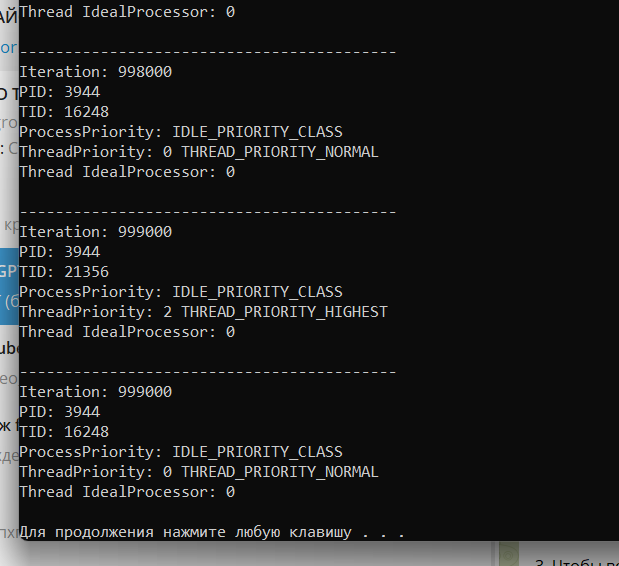 Thread IdealProcessor: 0
------------------------------------------
Iteration: 998000
PID: 3944
TID: 16248
ProcessPriority: IDLE_PRIORITY_CLASS
ThreadPriority: 0 THREAD_PRIORITY_NORMAL
Thread IdealProcessor: 0
------------------------------------------
Iteration: 999000
PID: 3944
TID: 21356
ProcessPriority: IDLE_PRIORITY_CLASS
ThreadPriority: 2 THREAD_PRIORITY_HIGHEST
Thread IdealProcessor: 0
------------------------------------------
Iteration: 999000
PID: 3944
TID: 16248
ProcessPriority: IDLE_PRIORITY_CLASS
ThreadPriority: 0 THREAD_PRIORITY_NORMAL
Thread IdealProcessor: 0
Для продолжения нажмите любую клавишу . . .